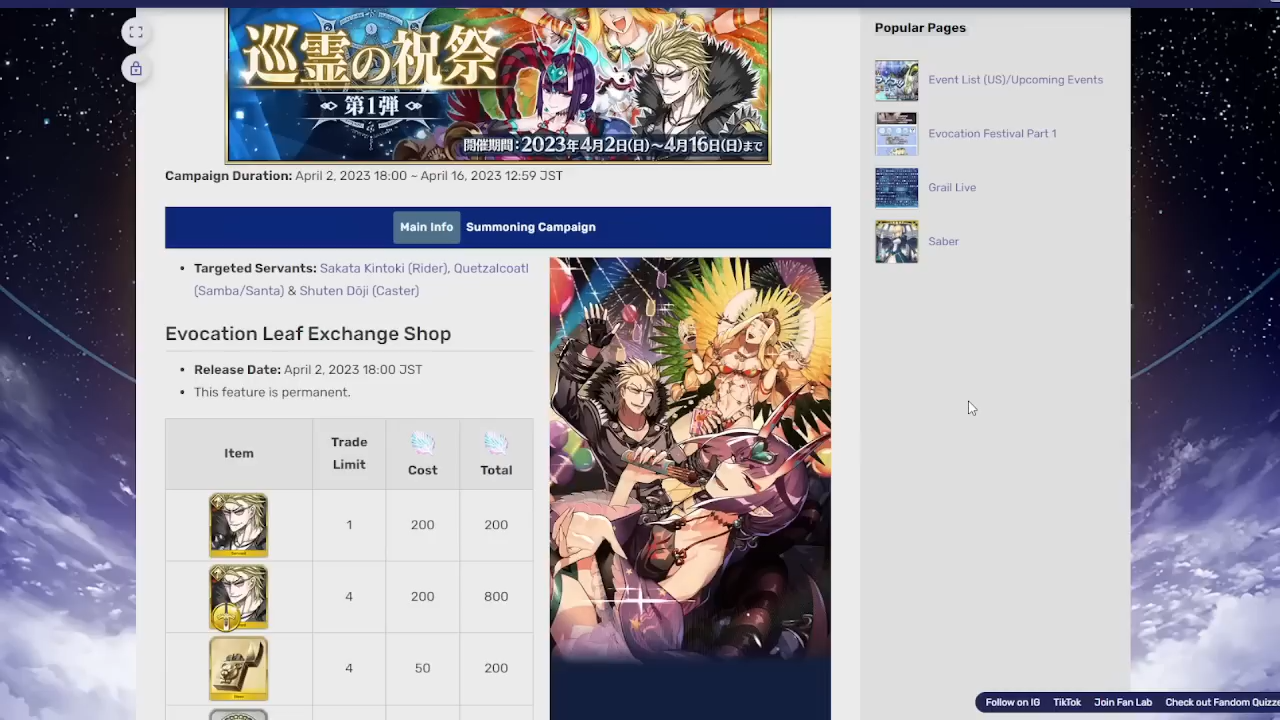 巡霊の祝祭
第1弾
開催期間:2023年4月2日(日)~4月16日(日)まで
Campaign Duration: April 2, 2023 18:00 ~ April 16, 2023 12:59 JST
Main Info Summoning Campaign
• Targeted Servants: Sakata Kintoki (Rider), Quetzalcoatl
(Samba/Santa) & Shuten Dōji (Caster)
Evocation Leaf Exchange Shop
• Release Date: April 2, 2023 18:00 JST
• This feature is permanent.
Item Trade Limit Cost Total
1 200 200
4 200 800
4 50 200
Popular Pages
Event List (US)/Upcoming Events
Evocation Festival Part 1
Grail Live
Saber
Follow on IG TikTok Join Fan Lab Check out Fandom Quizze